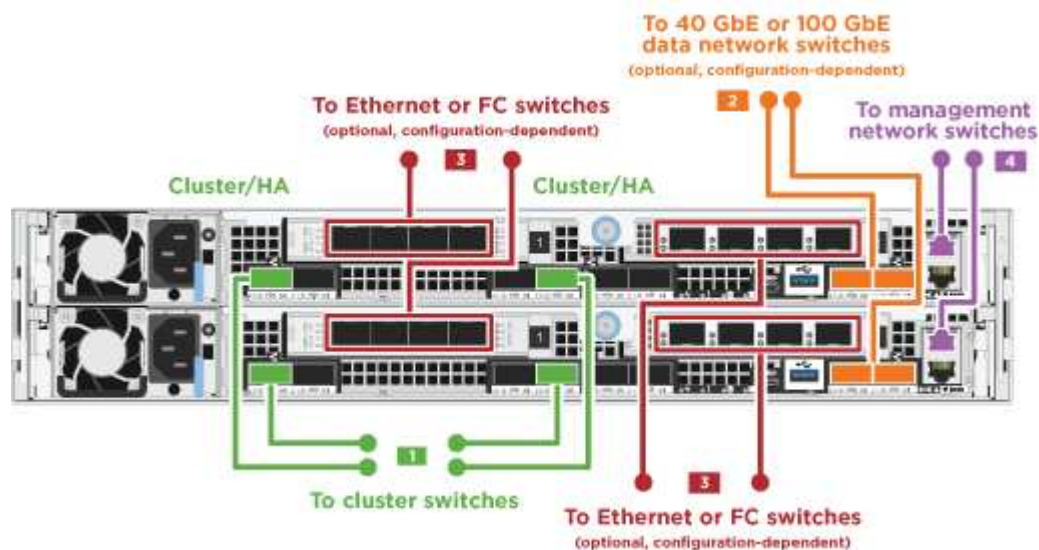 To 40 GbE or 100 GbE
data network switches
(optional, configuration-dependent)
2
To Ethernet or FC switches
(optional, configuration-dependent)
3
To management
network switches
4
Cluster/HA
Cluster/HA
1
1
1
To cluster switches
3
To Ethernet or FC switches
(optional, configuration-dependent)